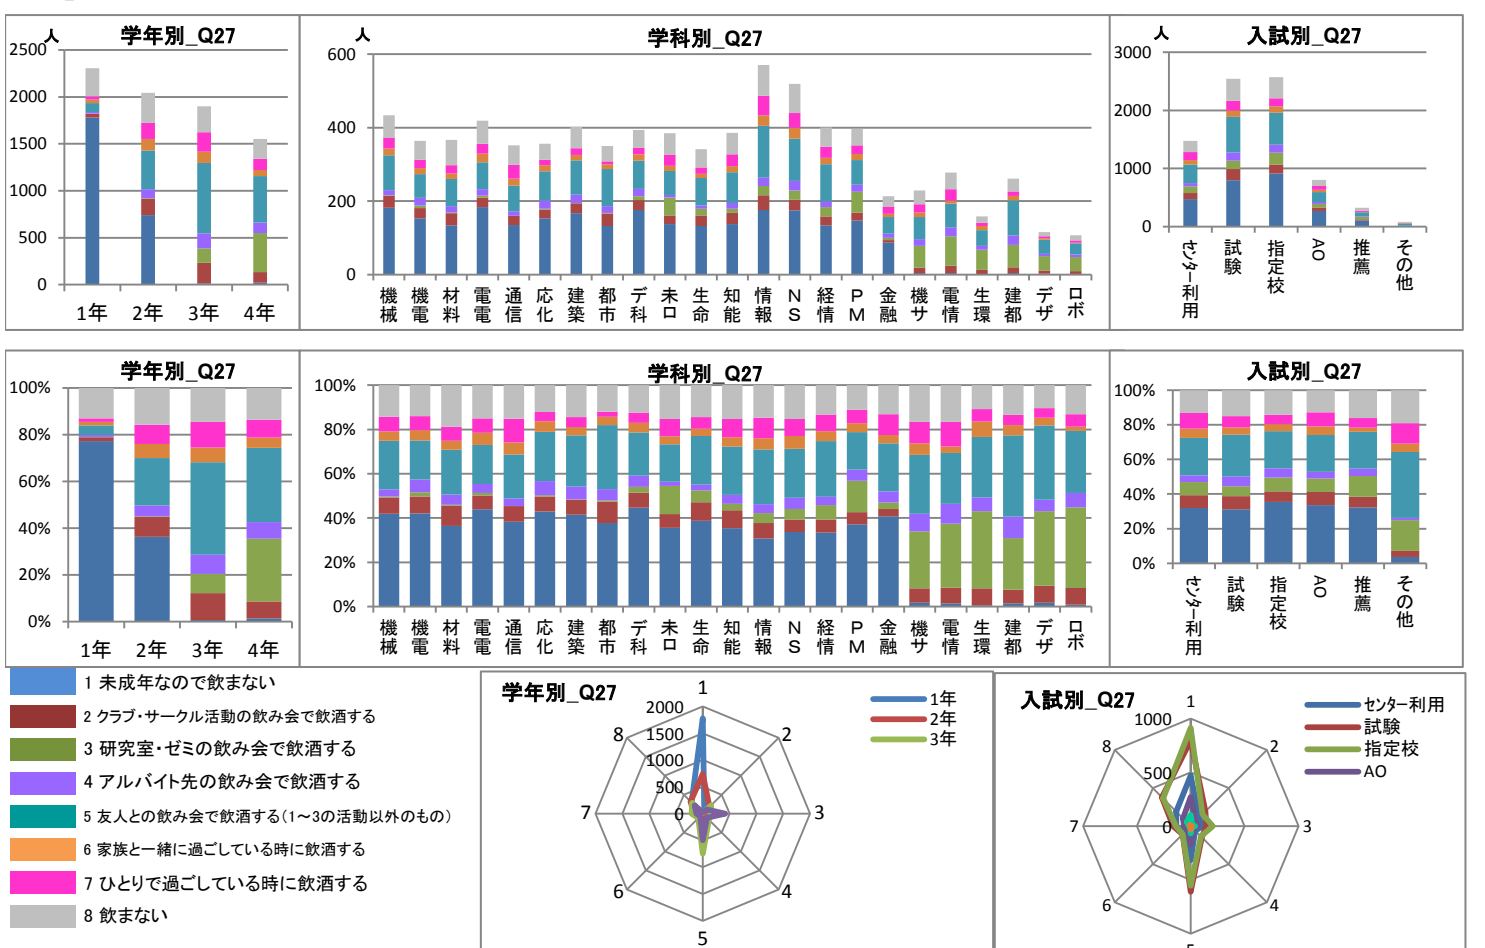 人
学年別_Q27
2500
2000
1500
1000
500
0
1年 2年 3年 4年
人
学科別_Q27
600
400
200
0
機械 機電 材料 電電 通信 応化 建築 都市 デ科 未ロ 生命 知能 情報 NS 経情 PM 金融 機サ 電情 生環 建都 デザ ロボ
人
入試別_Q27
3000
2000
1000
0
センター利用 試験 指定校 AO 推薦 その他
学年別_Q27
100%
80%
60%
40%
20%
0%
1年 2年 3年 4年
学科別_Q27
100%
80%
60%
40%
20%
0%
機械 機電 材料 電電 通信 応化 建築 都市 デ科 未ロ 生命 知能 情報 NS 経情 PM 金融 機サ 電情 生環 建都 デザ ロボ
入試別_Q27
100%
80%
60%
40%
20%
0%
センター利用 試験 指定校 AO 推薦 その他
1 未成年なので飲まない
2 クラブ・サークル活動の飲み会で飲酒する
3 研究室・ゼミの飲み会で飲酒する
4 アルバイト先の飲み会で飲酒する
5 友人との飲み会で飲酒する(1~3の活動以外のもの)
6 家族と一緒に過ごしている時に飲酒する
7 ひとりで過ごしている時に飲酒する
8 飲まない
学年別_Q27
1
2
3
4
5
6
7
8
2000
1500
1000
500
0
1年
2年
3年
入試別_Q27
1
2
3
4
5
6
7
8
1000
500
0
センター利用
試験
指定校
AO